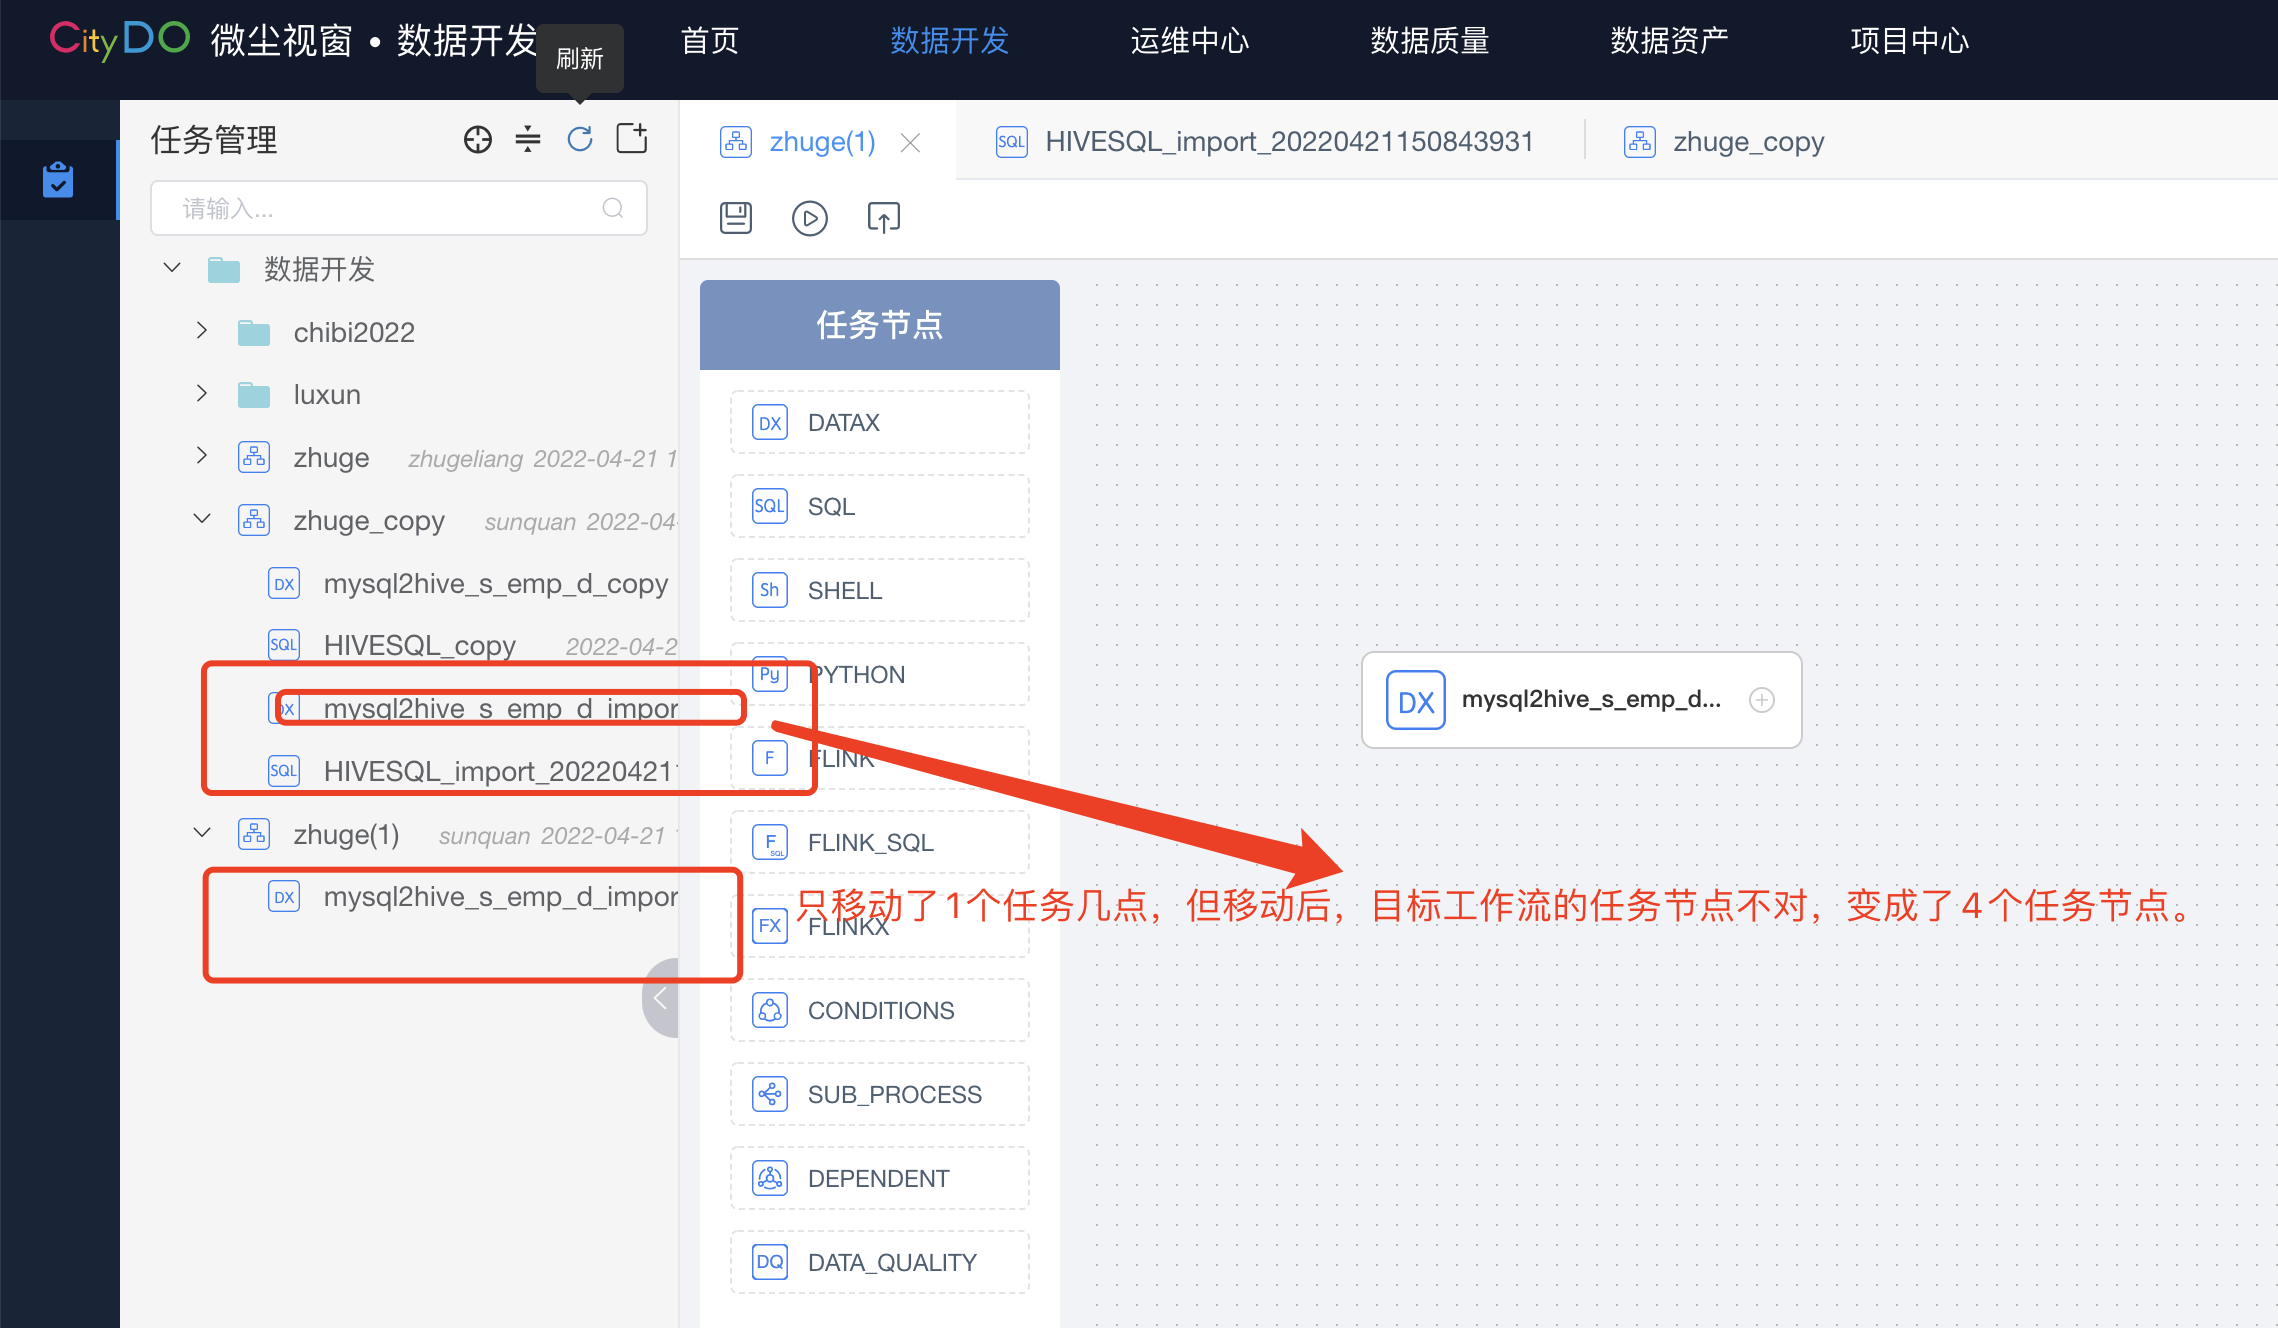 CityDO 微尘视窗 • 数据开发
刷新
首页
数据开发
运维中心
数据质量
数据资产
项目中心
任务管理
请输入...
数据开发
chibi2022
luxun
zhuge zhugeliang 2022-04-21 1
zhuge_copy sunquan 2022-04-
DX mysql2hive_s_emp_d_copy
SQL HIVESQL_copy 2022-04-2
DX mysql2hive_s_emp_d_impor
SQL HIVESQL_import_202204211
zhuge(1) sunquan 2022-04-21 1
DX mysql2hive_s_emp_d_impor
zhuge(1)
SQL HIVESQL_import_20220421150843931
zhuge_copy
任务节点
DX DATAX
SQL SQL
Sh SHELL
Py PYTHON
F FLINK
F SQL FLINK_SQL
FX FLINKX
CONDITIONS
SUB_PROCESS
DEPENDENT
DQ DATA_QUALITY
DX mysql2hive_s_emp_d...
只移动了1个任务几点，但移动后，目标工作流的任务节点不对，变成了4个任务节点。